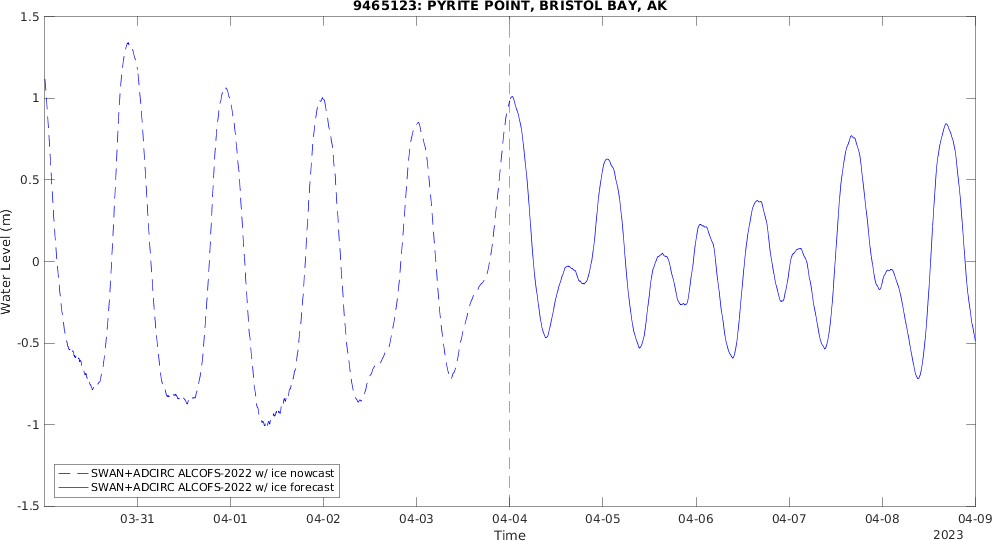 9465123: PYRITE POINT, BRISTOL BAY, AK
1.5
1
0.5
0
-0.5
-1
-1.5
Water Level (m)
SWAN+ADCIRC ALCOFS-2022 w/ ice nowcast
SWAN+ADCIRC ALCOFS-2022 w/ ice forecast
03-31 04-01 04-02 04-03 04-04 04-05 04-06 04-07 04-08 04-09
Time
2023